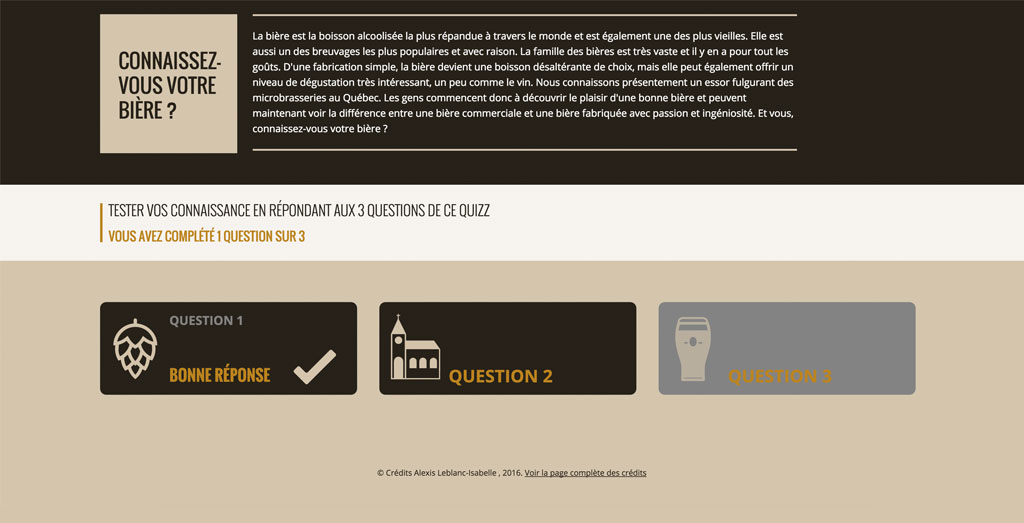 CONNAISSEZ-
VOUS VOTRE
BIÈRE ?
La bière est la boisson alcoolisée la plus répandue à travers le monde et est également une des plus vieilles. Elle est
aussi un des breuvages les plus populaires et avec raison. La famille des bières est très vaste et il y en a pour tout les
goûts. D'une fabrication simple, la bière devient une boisson désaltérante de choix, mais elle peut également offrir un
niveau de dégustation très intéressant, un peu comme le vin. Nous connaissons présentement un essor fulgurant des
microbrasseries au Québec. Les gens commencent donc à découvrir le plaisir d'une bonne bière et peuvent
maintenant voir la différence entre une bière commerciale et une bière fabriquée avec passion et ingéniosité. Et vous,
connaissez-vous votre bière ?
TESTER VOS CONNAISSANCE EN RÉPONDANT AUX 3 QUESTIONS DE CE QUIZZ
VOUS AVEZ COMPLÉTÉ 1 QUESTION SUR 3
QUESTION 1
BONNE RÉPONSE
QUESTION 2
QUESTION 3
© Crédits Alexis Leblanc-Isabelle , 2016. Voir la page complète des crédits